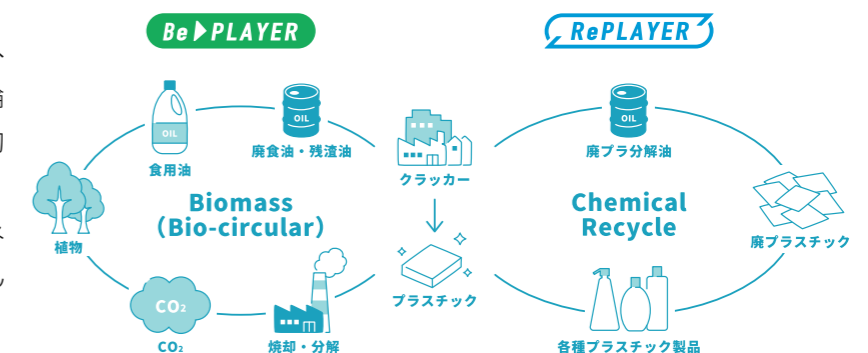 Be PLAYER
RePLAYER
OIL
OIL
OIL
食用油
廃食油・残渣油
クラッカー
廃プラ分解油
Biomass
(Bio-circular)
Chemical
Recycle
植物
廃プラスチック
プラスチック
CO2
CO2
焼却・分解
各種プラスチック製品